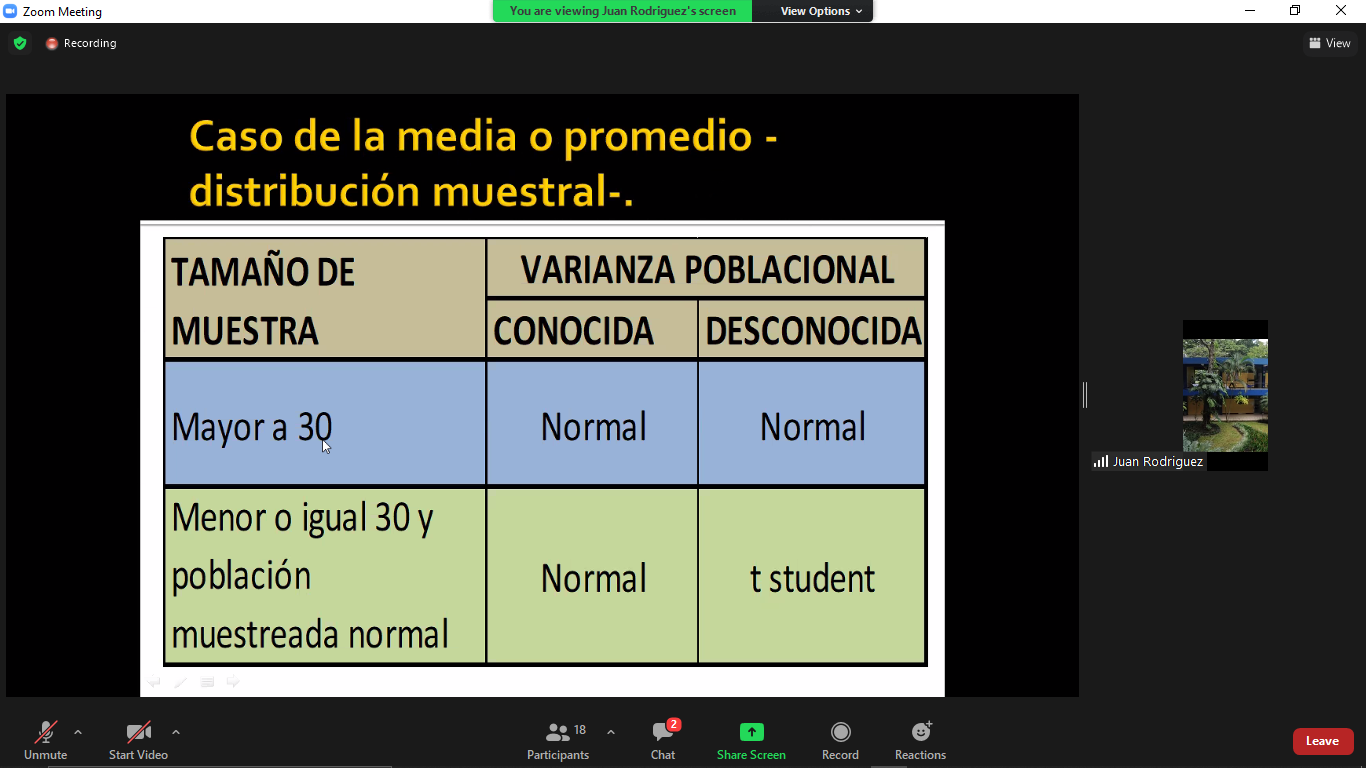 Zoom Meeting
You are viewing Juan Rodriguez's screen
View Options
Recording
View
Caso de la media o promedio -
distribución muestral-.
TAMAÑO DE
MUESTRA
VARIANZA POBLACIONAL
CONOCIDA
DESCONOCIDA
Mayor a 30
Normal
Normal
Menor o igual 30 y
población
muestreada normal
Normal
t student
Juan Rodriguez
Unmute
Start Video
18
Participants
2
Chat
Share Screen
Record
Reactions
Leave